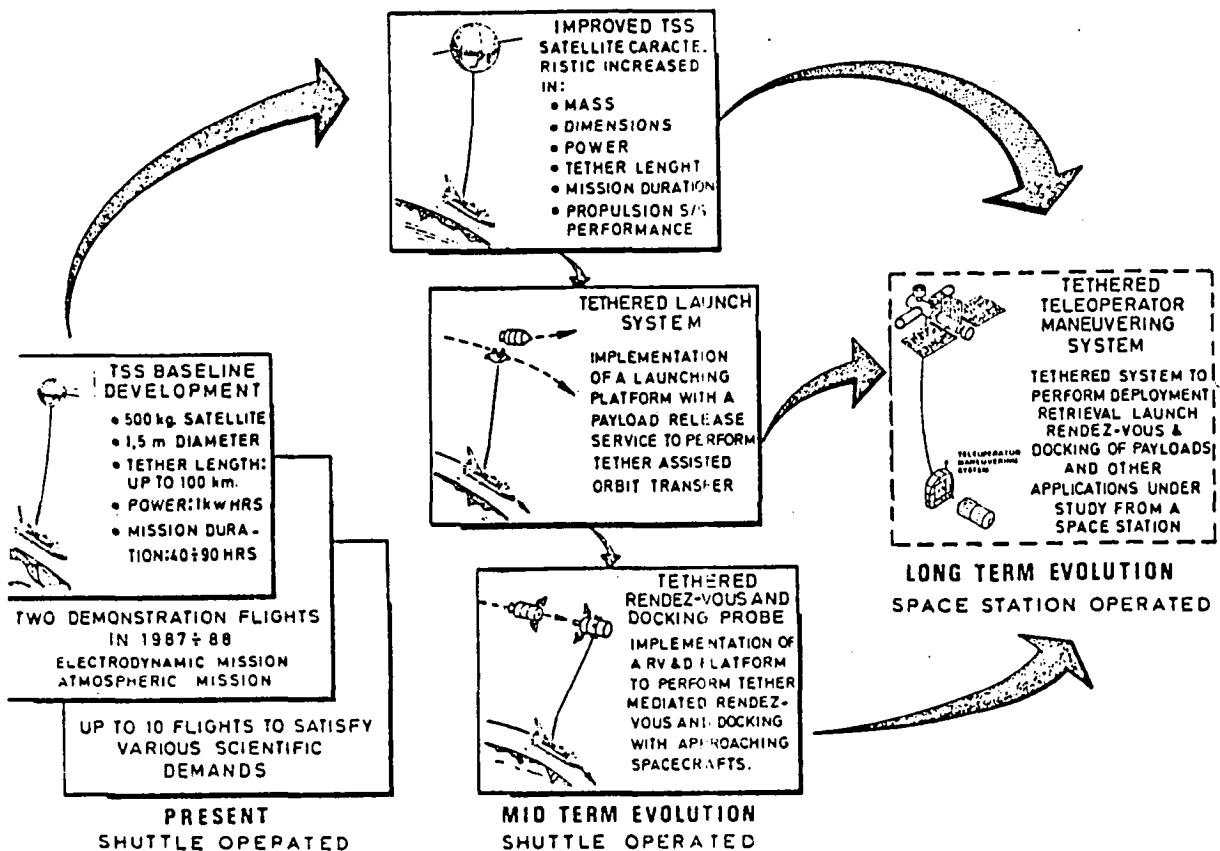 TSS BASELINE
DEVELOPMENT
• 500 kg. SATELLITE
• 1,5 m DIAMETER
• TETHER LENGTH:
UP TO 100 km.
• POWER:1kw HRS
• MISSION DURA-
TION:40÷90 HRS
TWO DEMONSTRATION FLIGHTS
IN 1987÷88
ELECTRODYNAMIC MISSION
ATMOSPHERIC MISSION
UP TO 10 FLIGHTS TO SATISFY
VARIOUS SCIENTIFIC
DEMANDS
PRESENT
SHUTTLE OPERATED
IMPROVED TSS
SATELLITE CARACTE.
RISTIC INCREASED
IN:
• MASS
• DIMENSIONS
• POWER
• TETHER LENGHT
• MISSION DURATION
• PROPULSION S/S
PERFORMANCE
TETHERED LAUNCH
SYSTEM
IMPLEMENTATION
OF A LAUNCHING
PLATFORM WITH A
PAYLOAD RELEASE
SERVICE TO PERFORM
TETHER ASSISTED
ORBIT TRANSFER
TETHERED
RENDEZ-VOUS AND
DOCKING PROBE
IMPLEMENTATION OF
A RV&D PLATFORM
TO PERFORM TETHER
MEDIATED RENDEZ-
VOUS AND DOCKING
WITH APPROACHING
SPACECRAFTS.
MID TERM EVOLUTION
SHUTTLE OPERATED
TETHERED
TELEOPERATOR
MANEUVERING
SYSTEM
TETHERED SYSTEM TO
PERFORM DEPLOYMENT
RETRIEVAL LAUNCH
RENDEZ-VOUS &
DOCKING OF PAYLOADS
AND OTHER
APPLICATIONS UNDER
STUDY FROM A
SPACE STATION
TELEOPERATOR
MANEUVERING
SYSTEM
LONG TERM EVOLUTION
SPACE STATION OPERATED